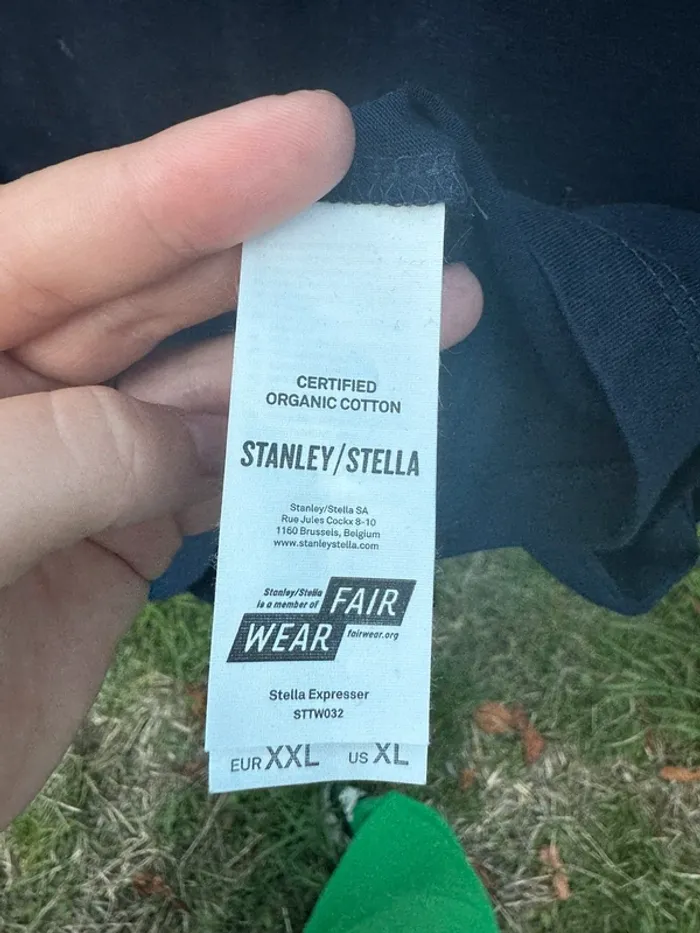 CERTIFIED
ORGANIC COTTON
STANLEY/STELLA
Stanley/Stella SA
Rue Jules Cockx 8-10
1160 Brussels, Belgium
www.stanleystella.com
Stanley/Stella
is a member of FAIR
WEAR fairwear.org
Stella Expresser
STTW032
EUR XXL US XL